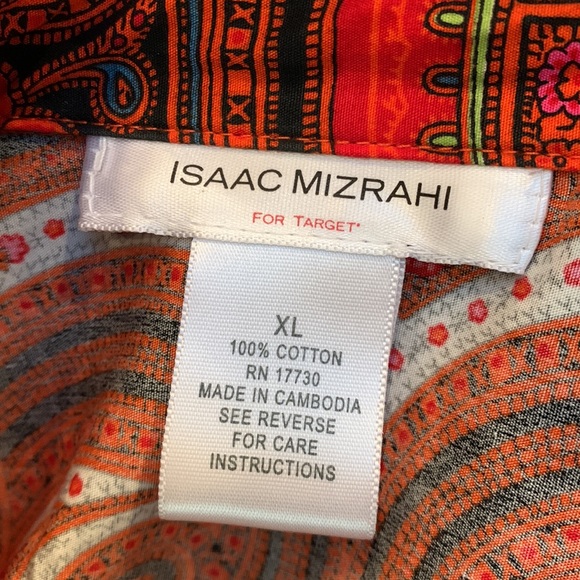 ISAAC MIZRAHI
FOR TARGET*
XL
100% COTTON
RN 17730
MADE IN CAMBODIA
SEE REVERSE
FOR CARE
INSTRUCTIONS